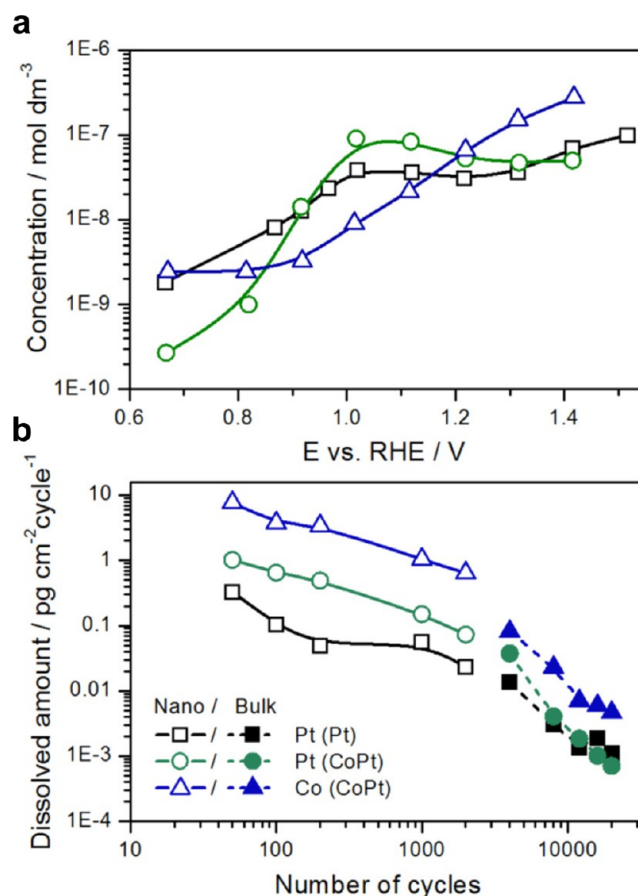 a
1E-6
1E-7
1E-8
1E-9
1E-10
Concentration / mol dm⁻³
0.6 0.8 1.0 1.2 1.4
E vs. RHE / V
b
10
1
0.1
0.01
1E-3
1E-4
Dissolved amount / pg cm⁻²cycle⁻¹
Nano / Bulk
/ Pt (Pt)
/ Pt (CoPt)
/ Co (CoPt)
10 100 1000 10000
Number of cycles